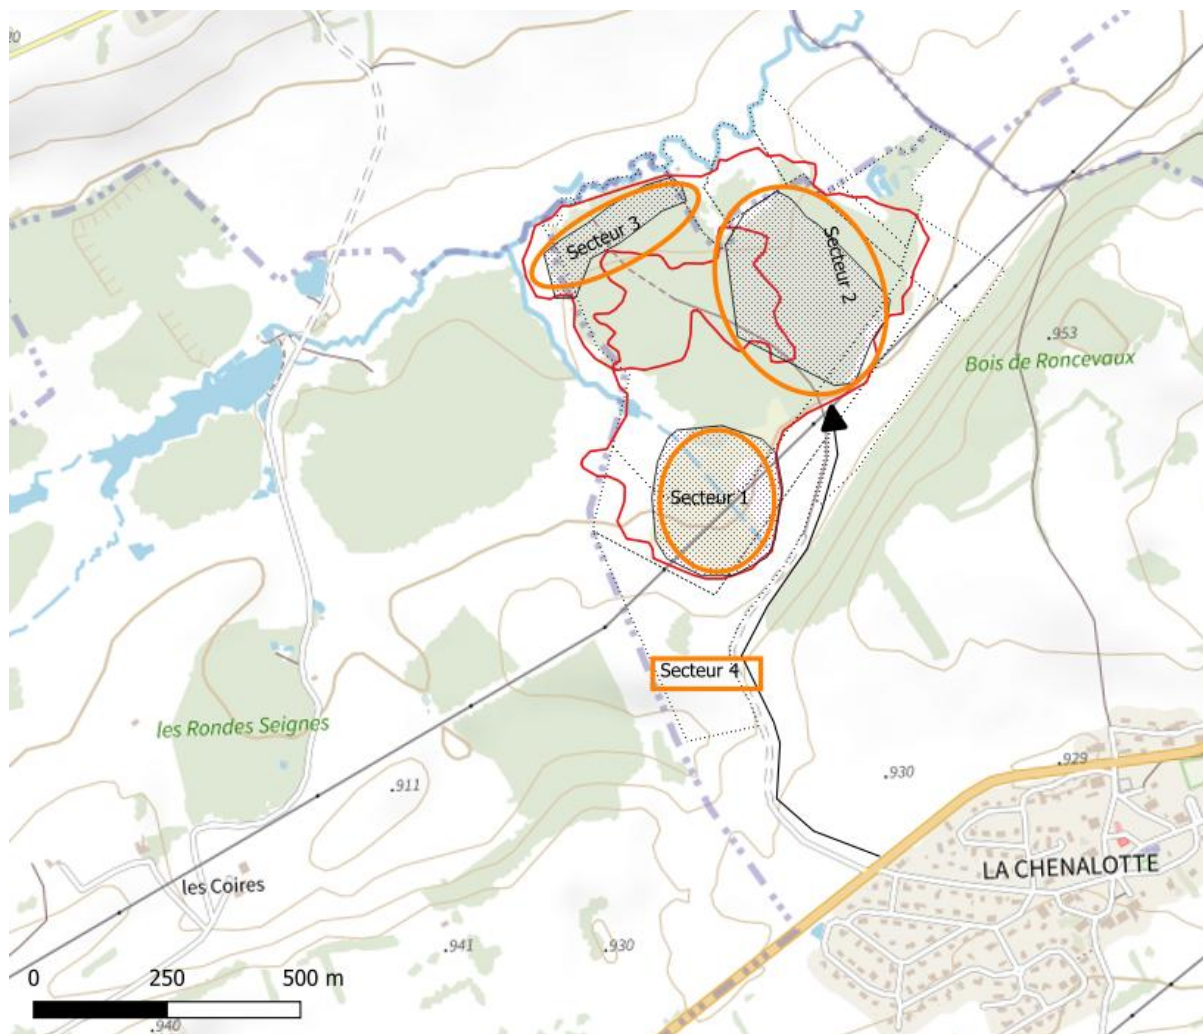 20
Secteur 3
Secteur 2
.953
Bois de Roncevaux
Secteur 1
Secteur 4
les Rondes Seignes
.911
.930
.929
LA CHENALOTTE
les Coires
.941
.930
0 250 500 m
.940